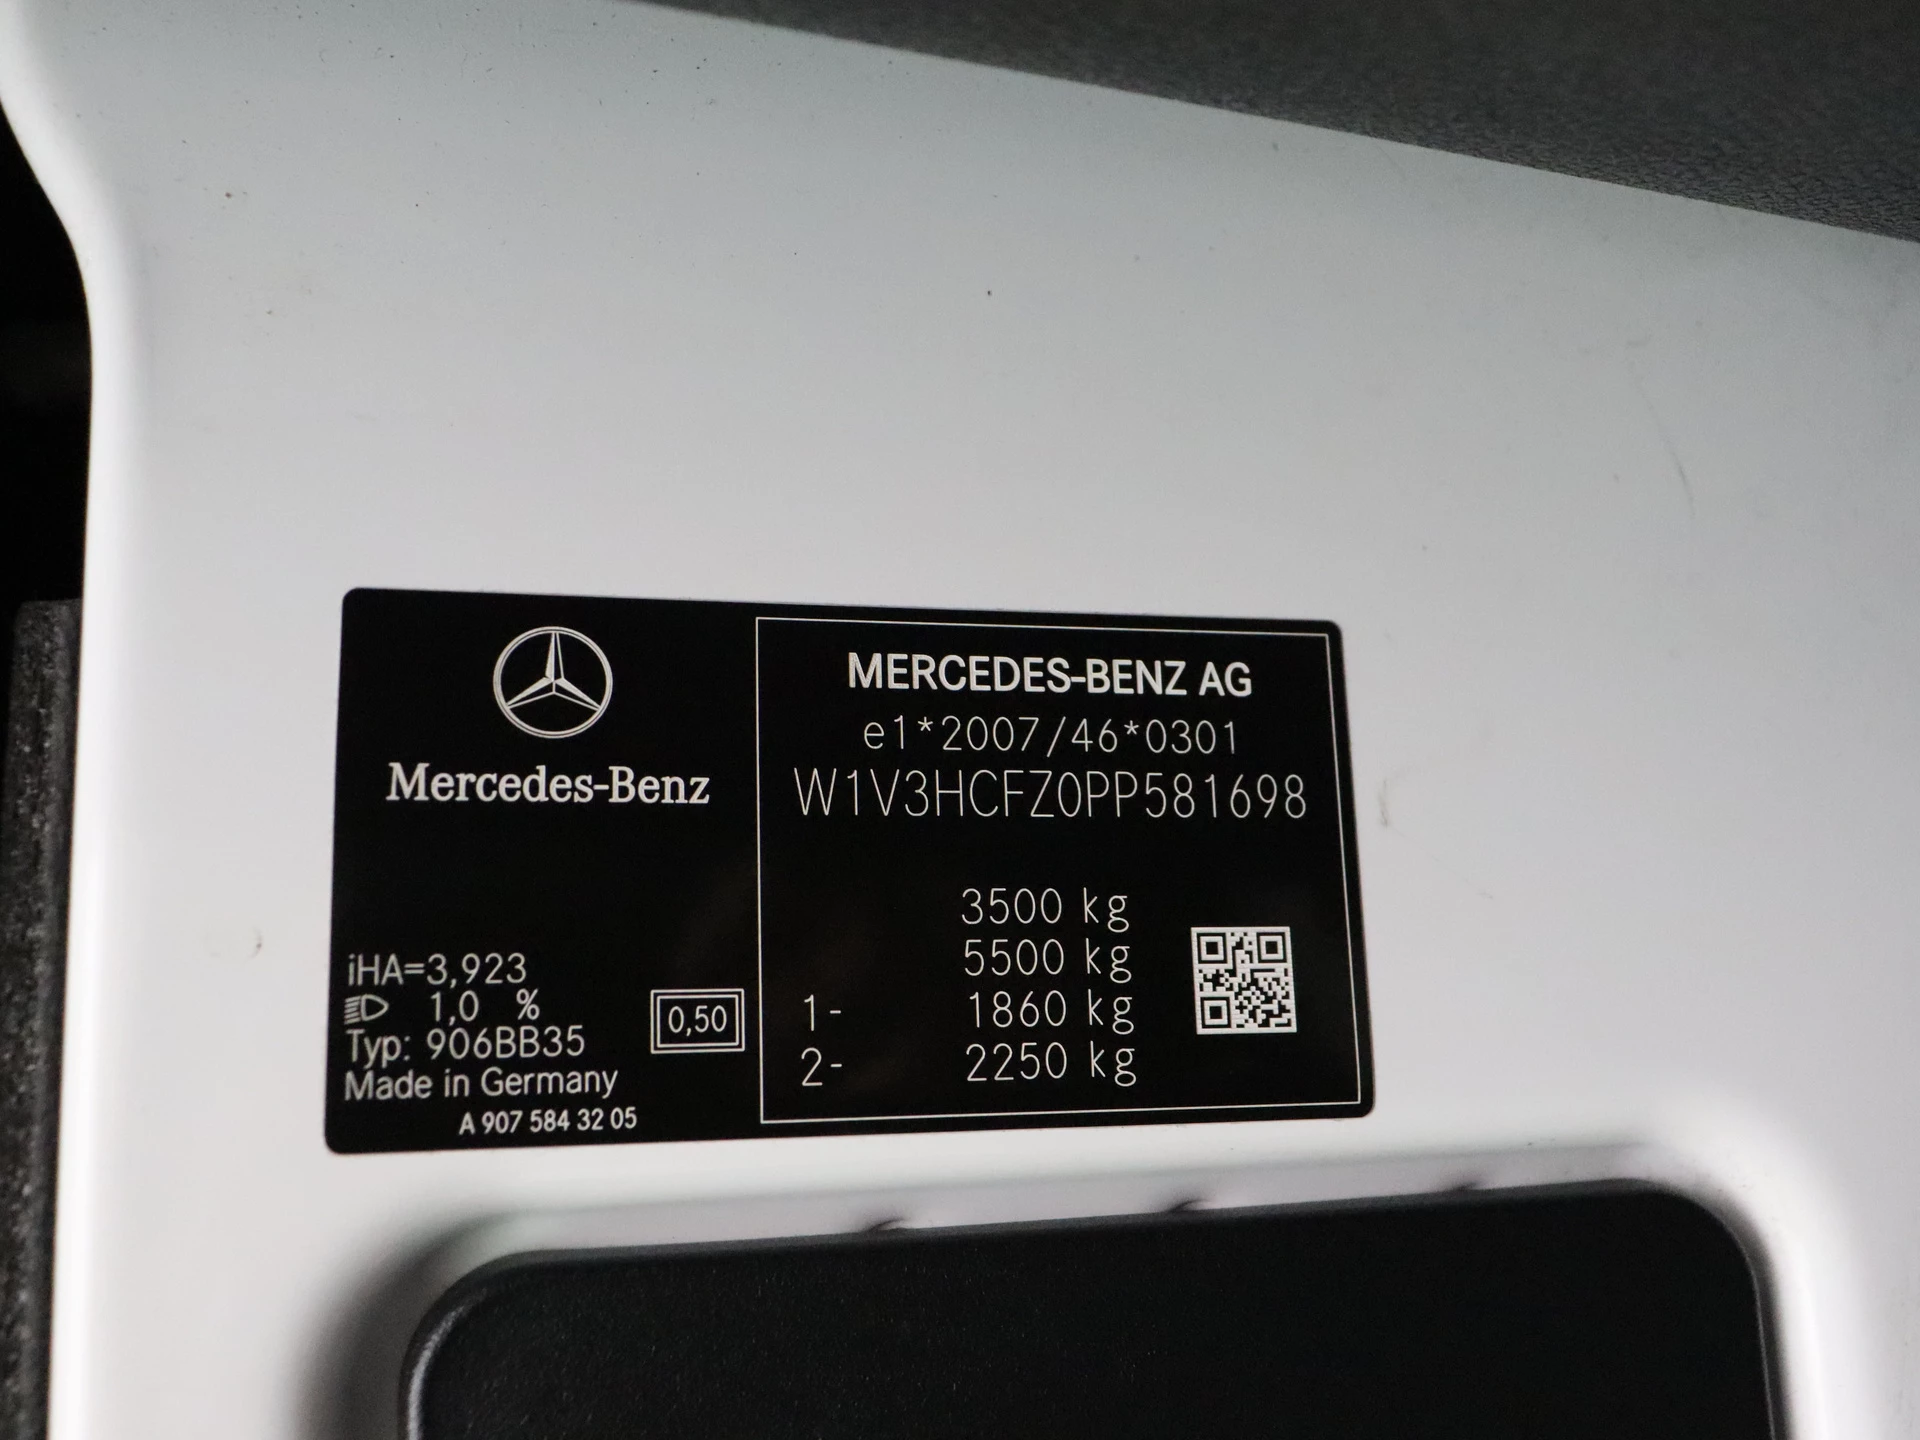 Mercedes-Benz
iHA=3,923
1,0 %
Typ: 906BB35
Made in Germany
A 907 584 32 05
0,50
MERCEDES-BENZ AG
e1*2007/46*0301
W1V3HCFZ0PP581698
3500 kg
5500 kg
1- 1860 kg
2- 2250 kg